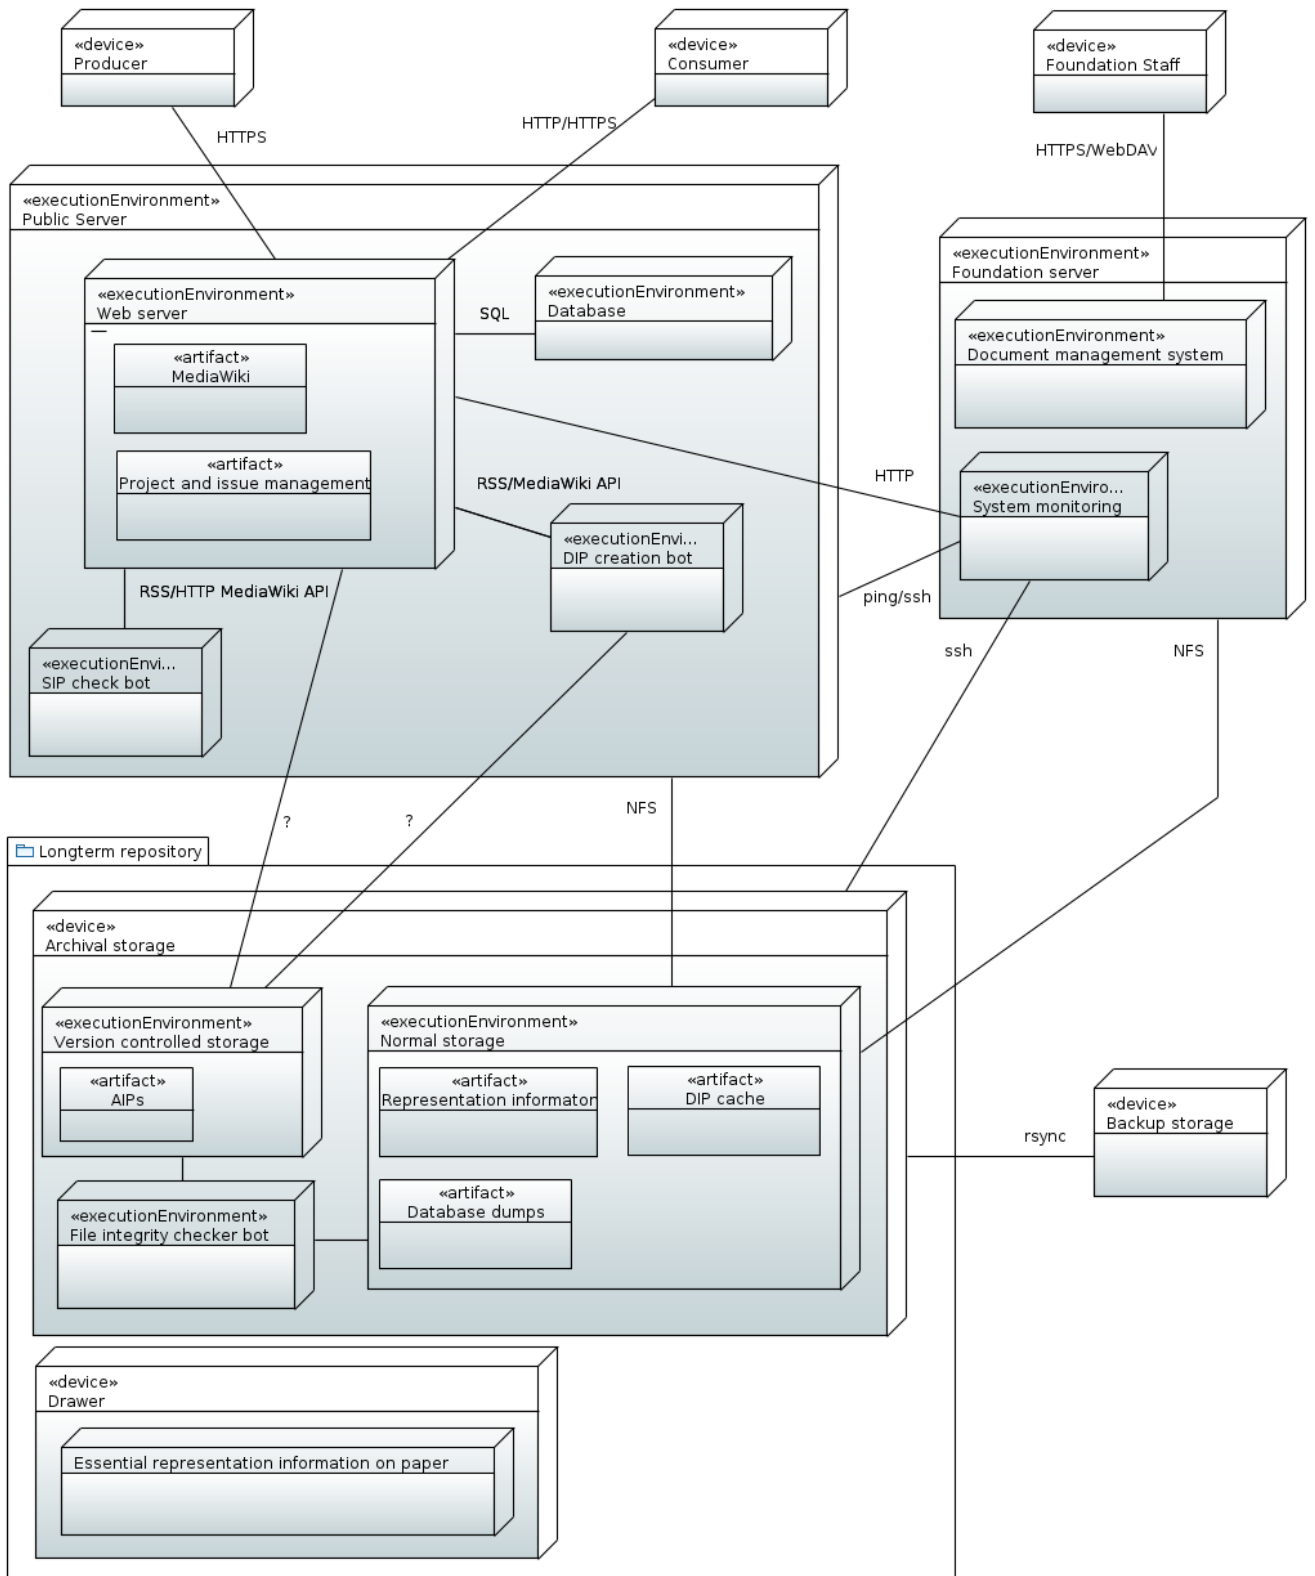 «device»
Producer
«device»
Consumer
«device»
Foundation Staff
HTTPS
HTTP/HTTPS
HTTPS/WebDAV
«executionEnvironment»
Public Server
«executionEnvironment»
Foundation server
«executionEnvironment»
Web server
«executionEnvironment»
Database
SQL
«executionEnvironment»
Document management system
«artifact»
MediaWiki
«artifact»
Project and issue management
HTTP
RSS/MediaWiki API
«executionEnviro...
System monitoring
«executionEnvi...
DIP creation bot
RSS/HTTP MediaWiki API
ping/ssh
«executionEnvi...
SIP check bot
ssh
NFS
?
?
NFS
Longterm repository
«device»
Archival storage
«executionEnvironment»
Version controlled storage
«executionEnvironment»
Normal storage
«artifact»
AIPs
«artifact»
Representation informaton
«artifact»
DIP cache
«device»
Backup storage
rsync
«artifact»
Database dumps
«executionEnvironment»
File integrity checker bot
«device»
Drawer
Essential representation information on paper